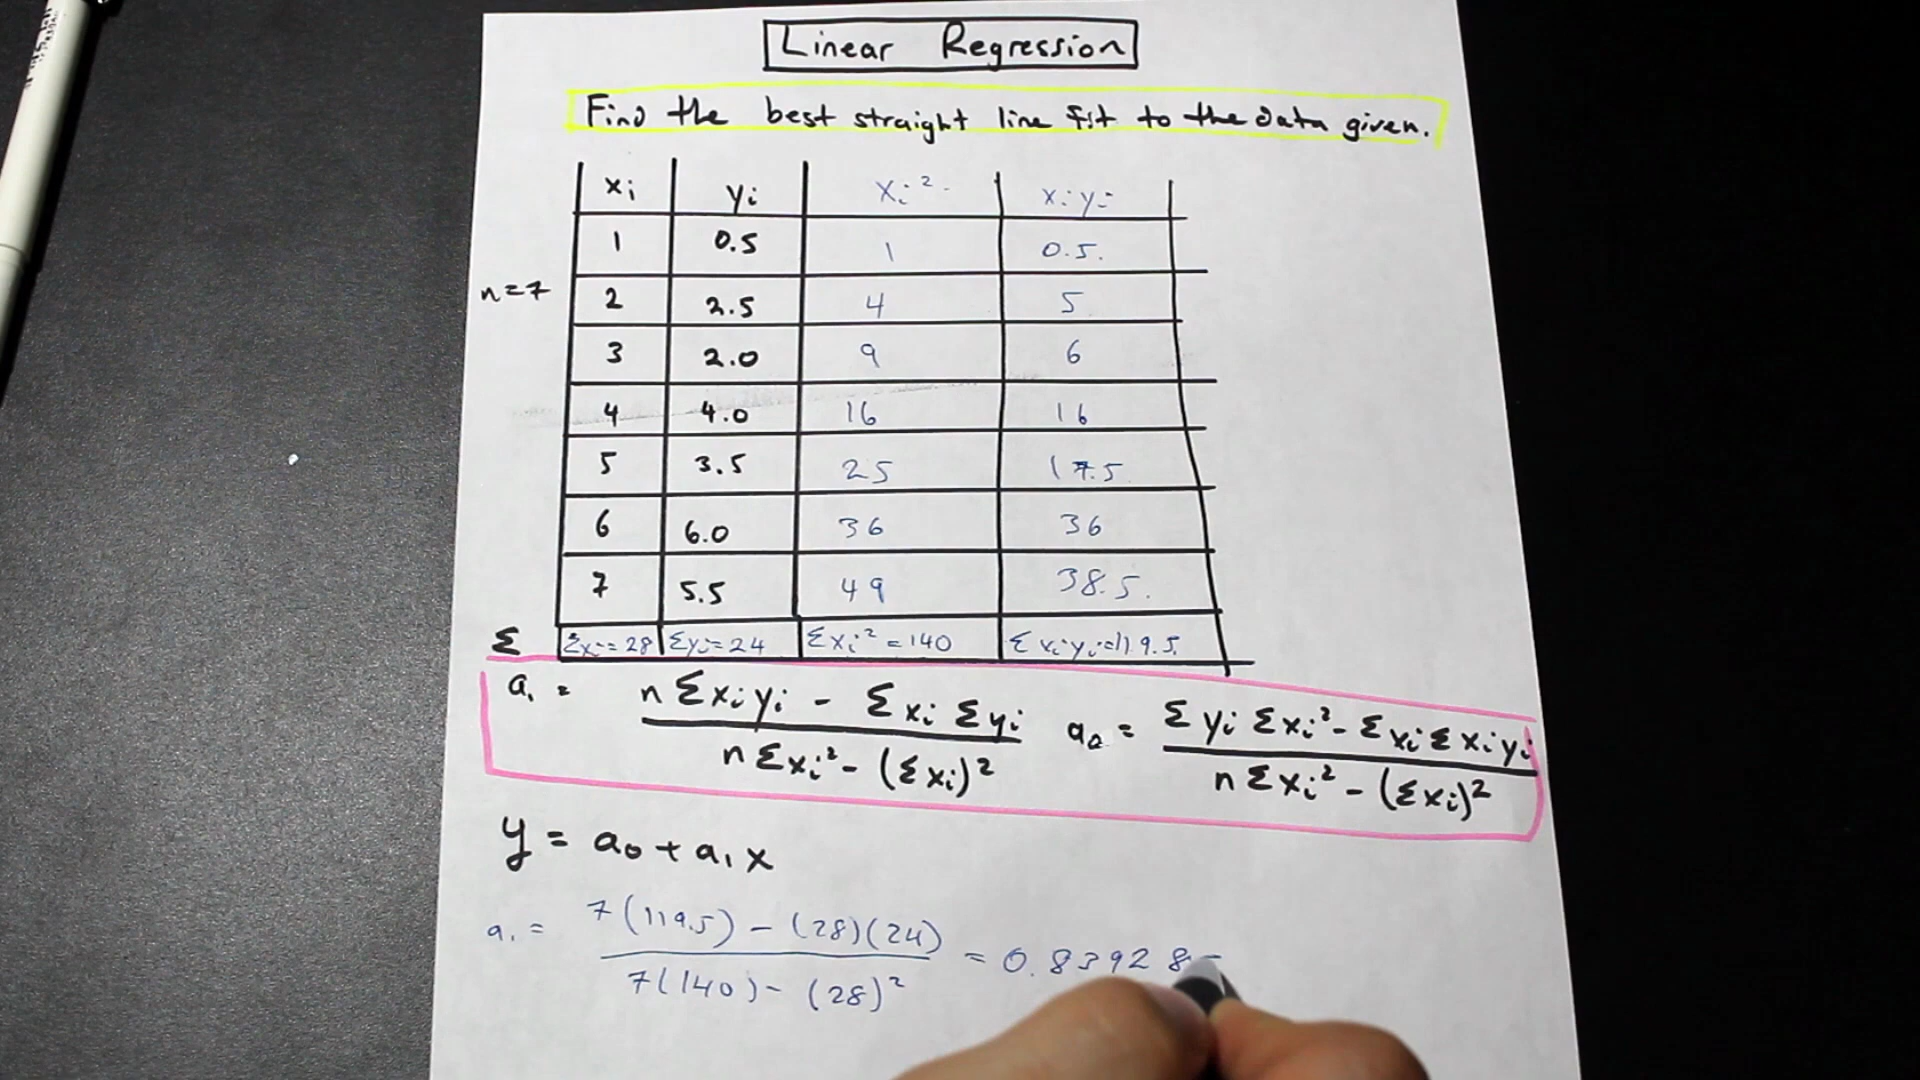 Linear Regression
Find the best straight line fit to the data given.
xi yi xi² xiyi
1 0.5 1 0.5.
n=7
2 2.5 4 5
3 2.0 9 6
4 4.0 16 16
5 3.5 25 17.5
6 6.0 36 36
7 5.5 49 38.5.
Σ Σxi=28 Σyi=24 Σxi²=140 Σxiyi=119.5.
a₁ = nΣxiyi - ΣxiΣyi
nΣxi² - (Σxi)²
a₀ = ΣyiΣxi² - ΣxiΣxiyi
nΣxi² - (Σxi)²
y = a₀ + a₁x
a₁ = 7(119.5) - (28)(24) = 0.83928
7(140) - (28)²